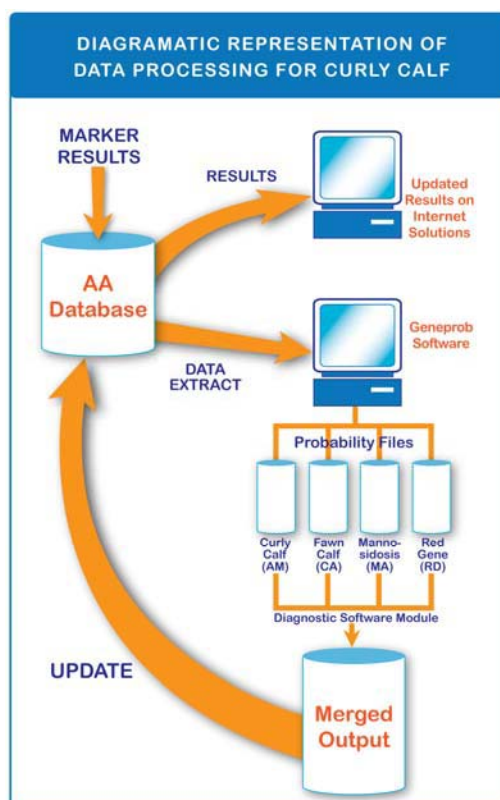 DIAGRAMATIC REPRESENTATION OF
DATA PROCESSING FOR CURLY CALF
MARKER
RESULTS
RESULTS
Updated
Results on
Internet
Solutions
AA
Database
Geneprob
Software
DATA
EXTRACT
Probability Files
Curly
Calf
(AM)
Fawn
Calf
(CA)
Manno-
sidosis
(MA)
Red
Gene
(RD)
Diagnostic Software Module
UPDATE
Merged
Output